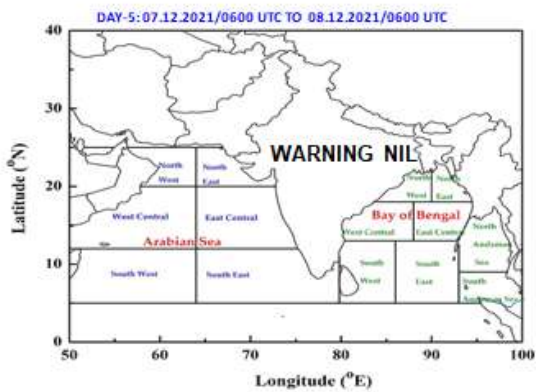 DAY-5: 07.12.2021/0600 UTC TO 08.12.2021/0600 UTC
40
30
20
10
0
Latitude (°N)
WARNING NIL
North
West
North
East
West Central
East Central
Arabian Sea
South West
South East
North
West
North
East
Bay of Bengal
West Central
East Central
North
Andaman
Sea
South
West
South
East
South
Andaman Sea
50
60
70
80
90
100
Longitude (°E)